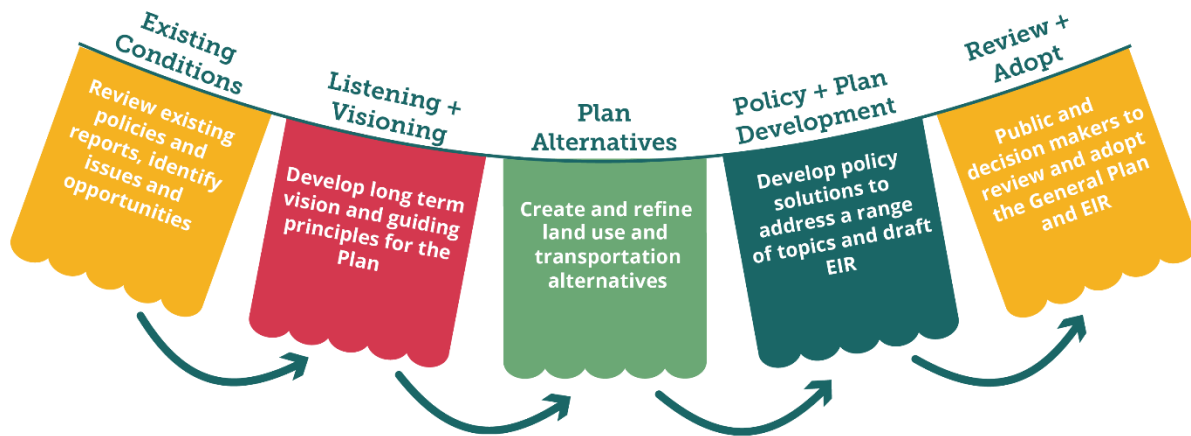 Existing
Conditions
Review existing
policies and
reports, identify
issues and
opportunities
Listening +
Visioning
Develop long term
vision and guiding
principles for the
Plan
Plan
Alternatives
Create and refine
land use and
transportation
alternatives
Policy + Plan
Development
Develop policy
solutions to
address a range
of topics and draft
EIR
Review +
Adopt
Public and
decision makers to
review and adopt
the General Plan
and EIR